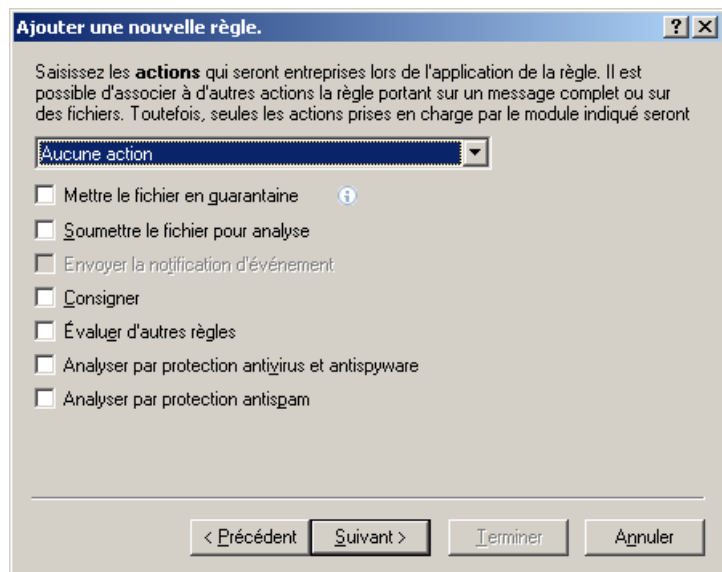 Ajouter une nouvelle règle.
Saisissez les actions qui seront entreprises lors de l'application de la règle. Il est
possible d'associer à d'autres actions la règle portant sur un message complet ou sur
des fichiers. Toutefois, seules les actions prises en charge par le module indiqué seront
Aucune action
Mettre le fichier en quarantaine
Soumettre le fichier pour analyse
Envoyer la notification d'événement
Consigner
Évaluer d'autres règles
Analyser par protection antivirus et antispyware
Analyser par protection antispam
< Précédent
Suivant >
Terminer
Annuler